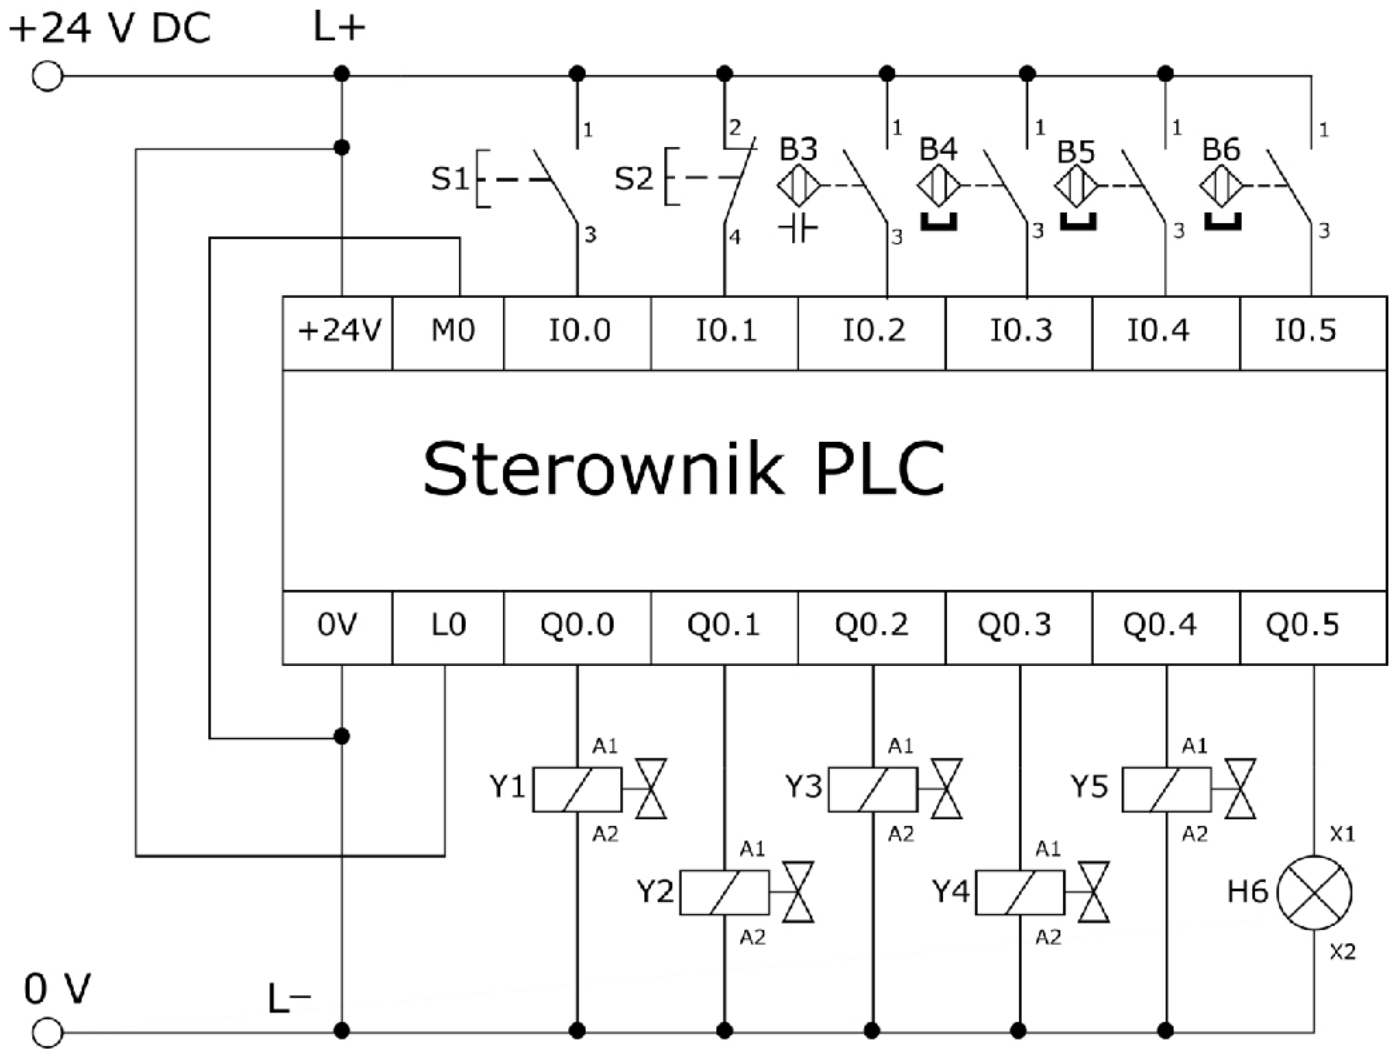 +24 V DC
L+
1
2
1
1
1
1
S1
S2
B3
B4
B5
B6
3
4
3
3
3
3
+24V
M0
I0.0
I0.1
I0.2
I0.3
I0.4
I0.5
Sterownik PLC
0V
L0
Q0.0
Q0.1
Q0.2
Q0.3
Q0.4
Q0.5
A1
A1
A1
Y1
Y3
Y5
A2
A2
A2
X1
A1
A1
Y2
Y4
H6
A2
A2
X2
0 V
L–